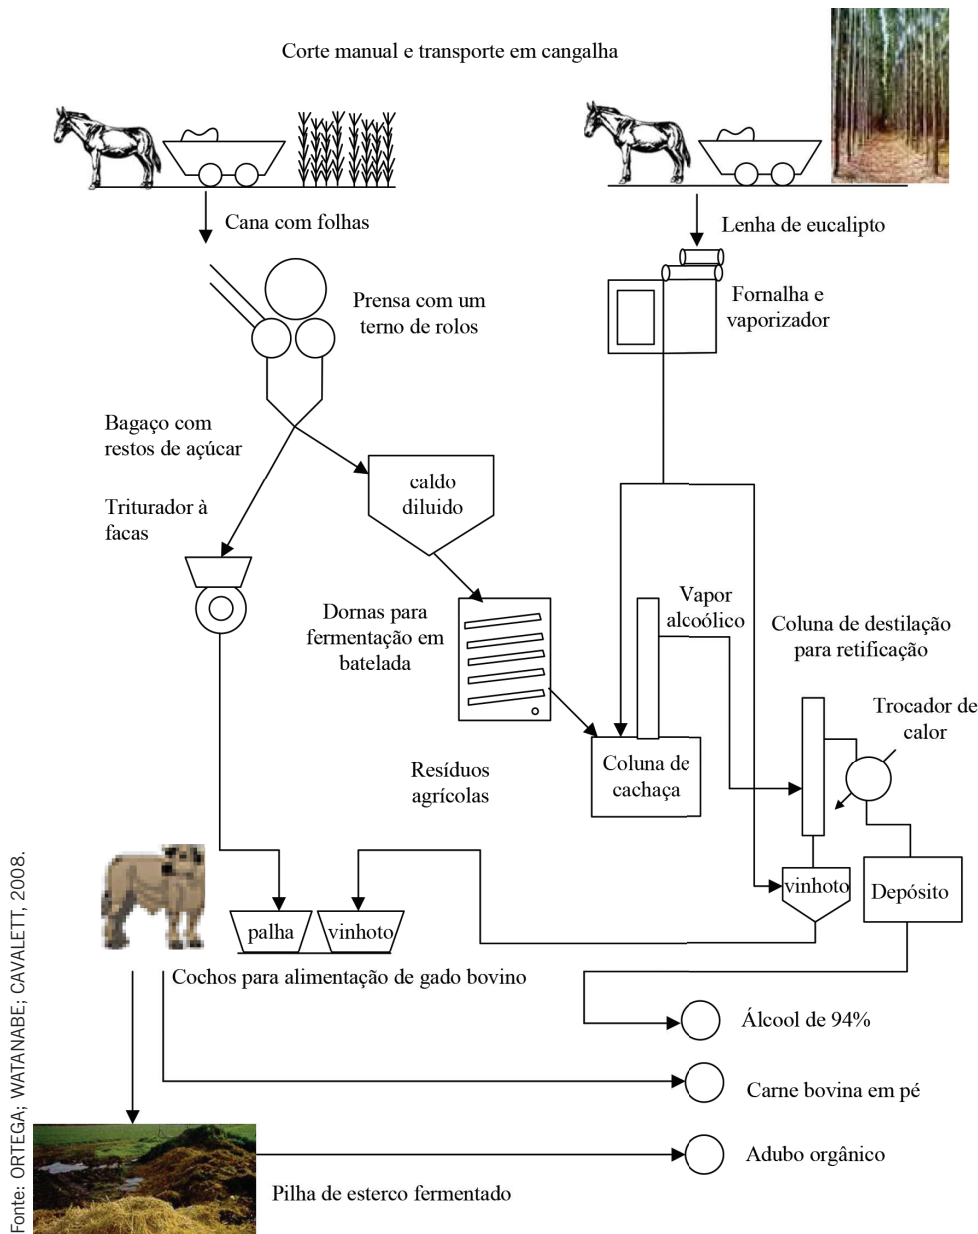 Corte manual e transporte em cangalha
Cana com folhas
Lenha de eucalipto
Prensa com um
terno de rolos
Fornalha e
vaporizador
Bagaço com
restos de açúcar
Triturador à
facas
caldo
diluido
Dornas para
fermentação em
batelada
Vapor
alcoólico
Coluna de destilação
para retificação
Trocador de
calor
Coluna de
cachaça
Resíduos
agrícolas
vinhoto
Depósito
palha
vinhoto
Cochos para alimentação de gado bovino
Álcool de 94%
Carne bovina em pé
Adubo orgânico
Pilha de esterco fermentado
Fonte: ORTEGA; WATANABE; CAVALETT, 2008.